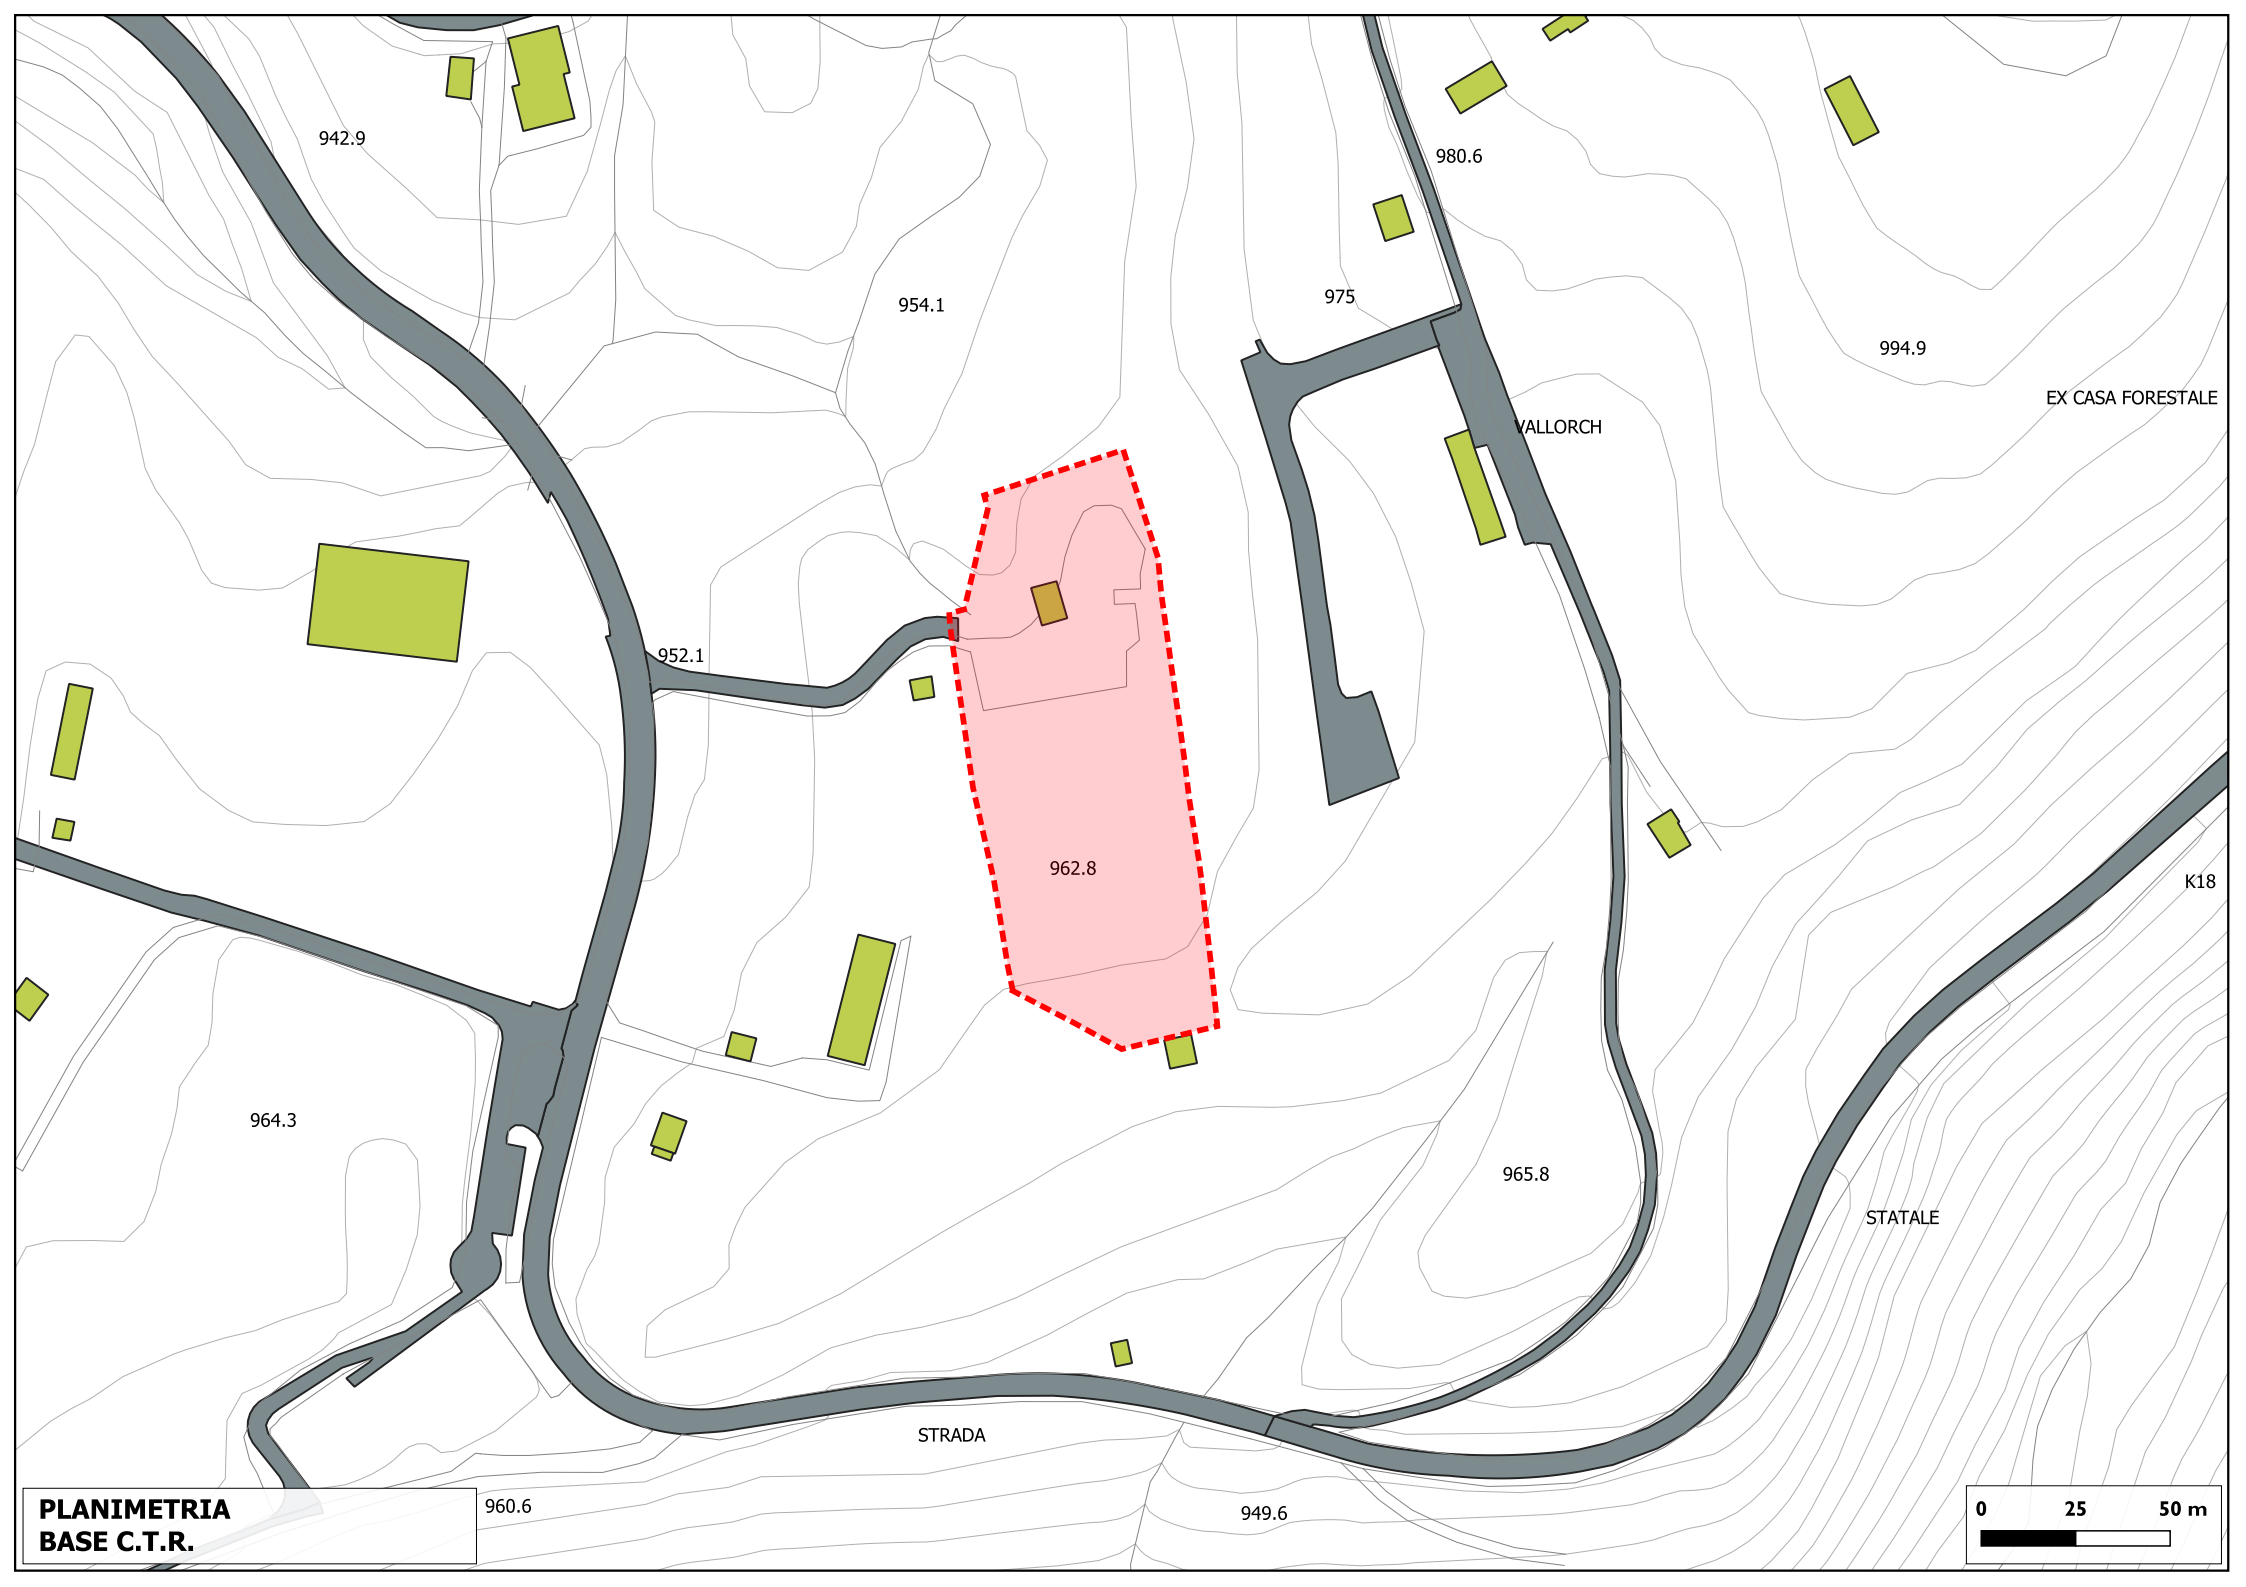 942.9
980.6
975
954.1
994.9
EX CASA FORESTALE
VALLORCH
952.1
962.8
K18
964.3
965.8
STATALE
STRADA
960.6
949.6
PLANIMETRIA
BASE C.T.R.
0 25 50 m